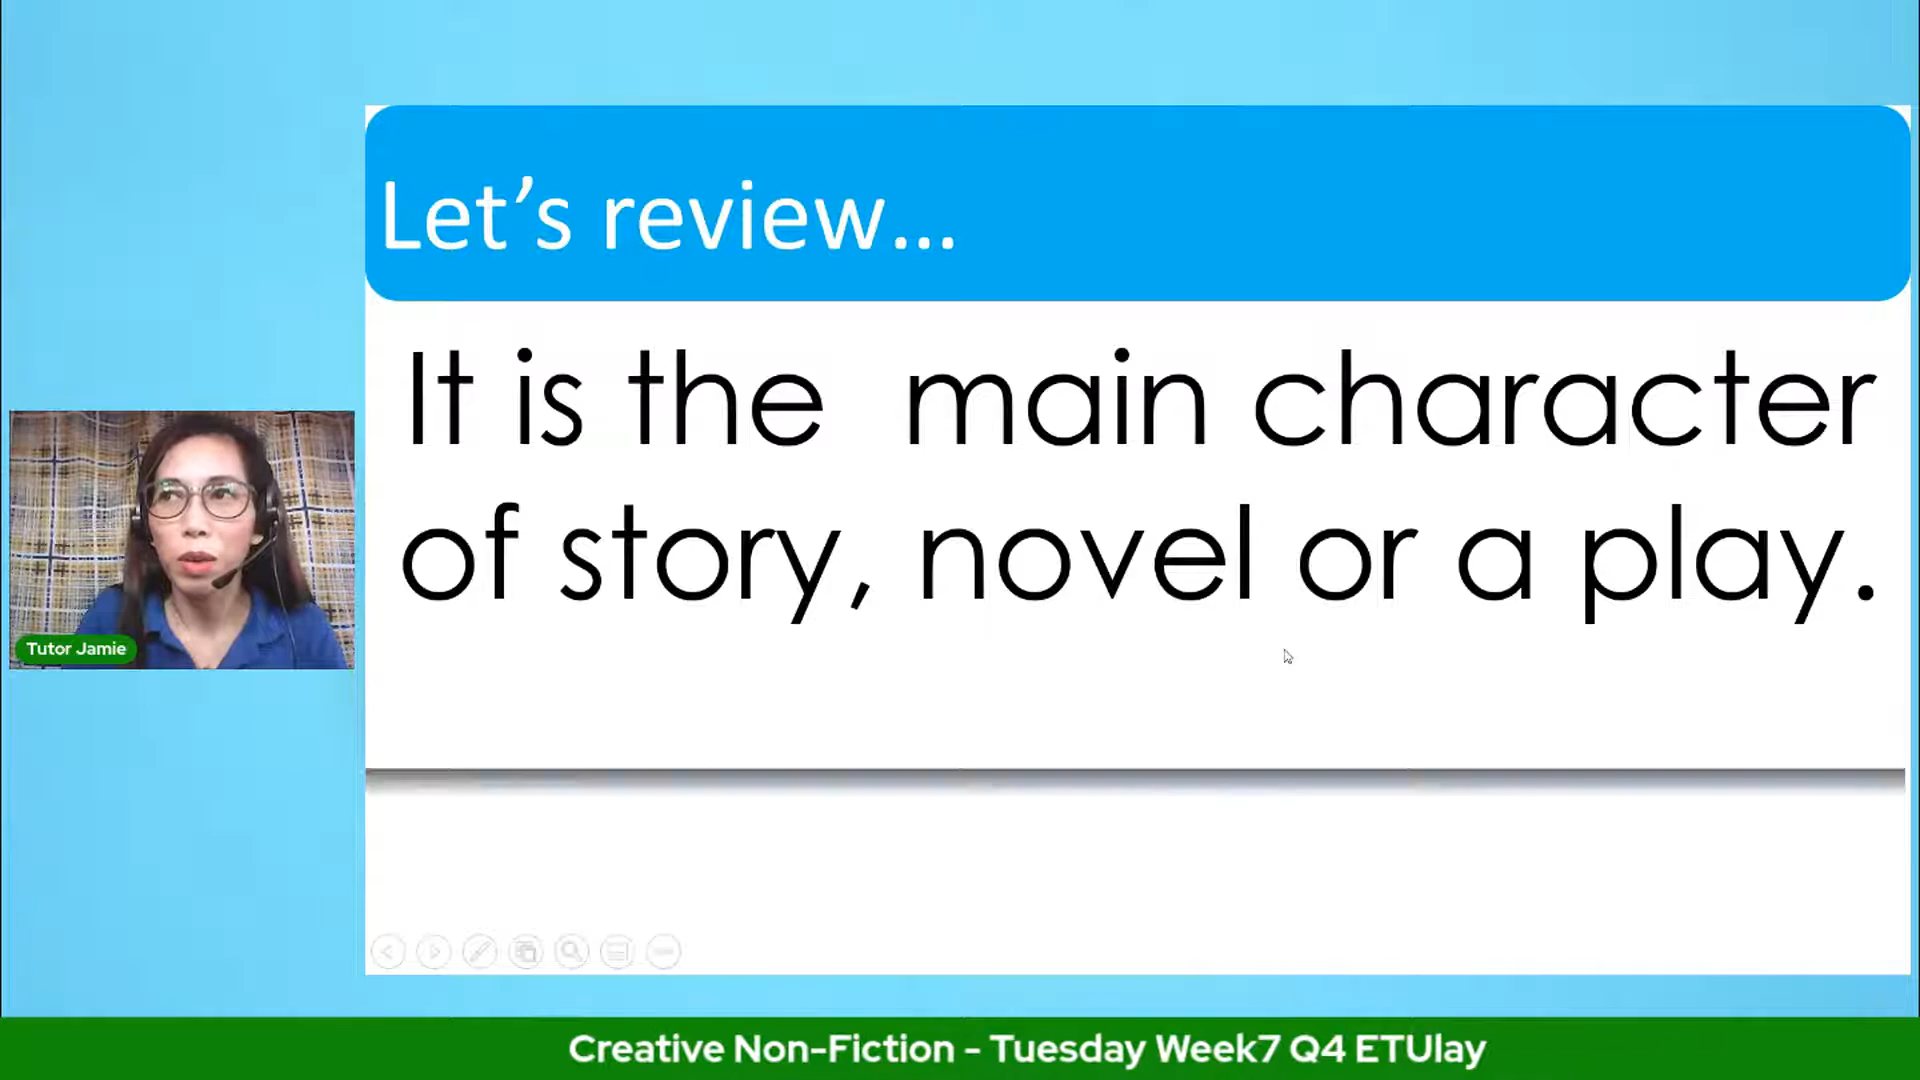 Let’s review...
It is the main character
of story, novel or a play.
Tutor Jamie
Creative Non-Fiction - Tuesday Week7 Q4 ETUlay